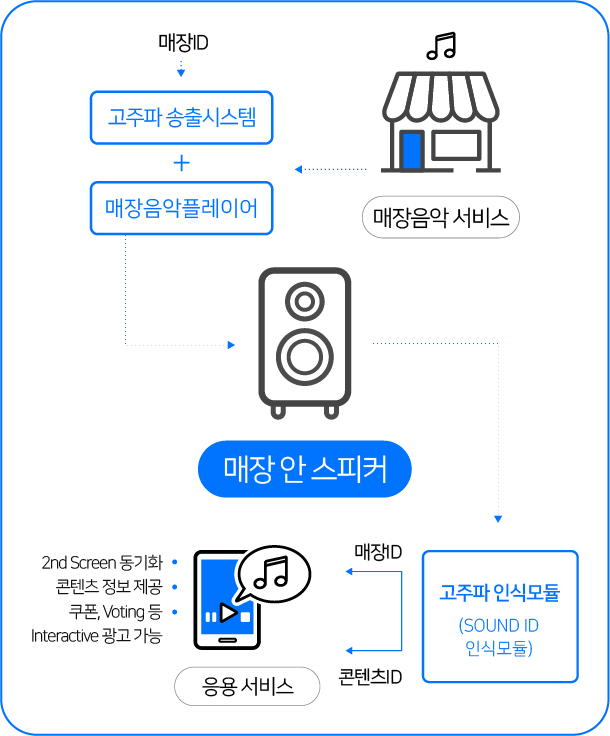 매장ID
고주파 송출시스템
+
매장음악플레이어
매장음악 서비스
매장 안 스피커
2nd Screen 동기화 •
콘텐츠 정보 제공 •
쿠폰, Voting 등 •
Interactive 광고 가능
응용 서비스
매장ID
콘텐츠ID
고주파 인식모듈
(SOUND ID
인식모듈)